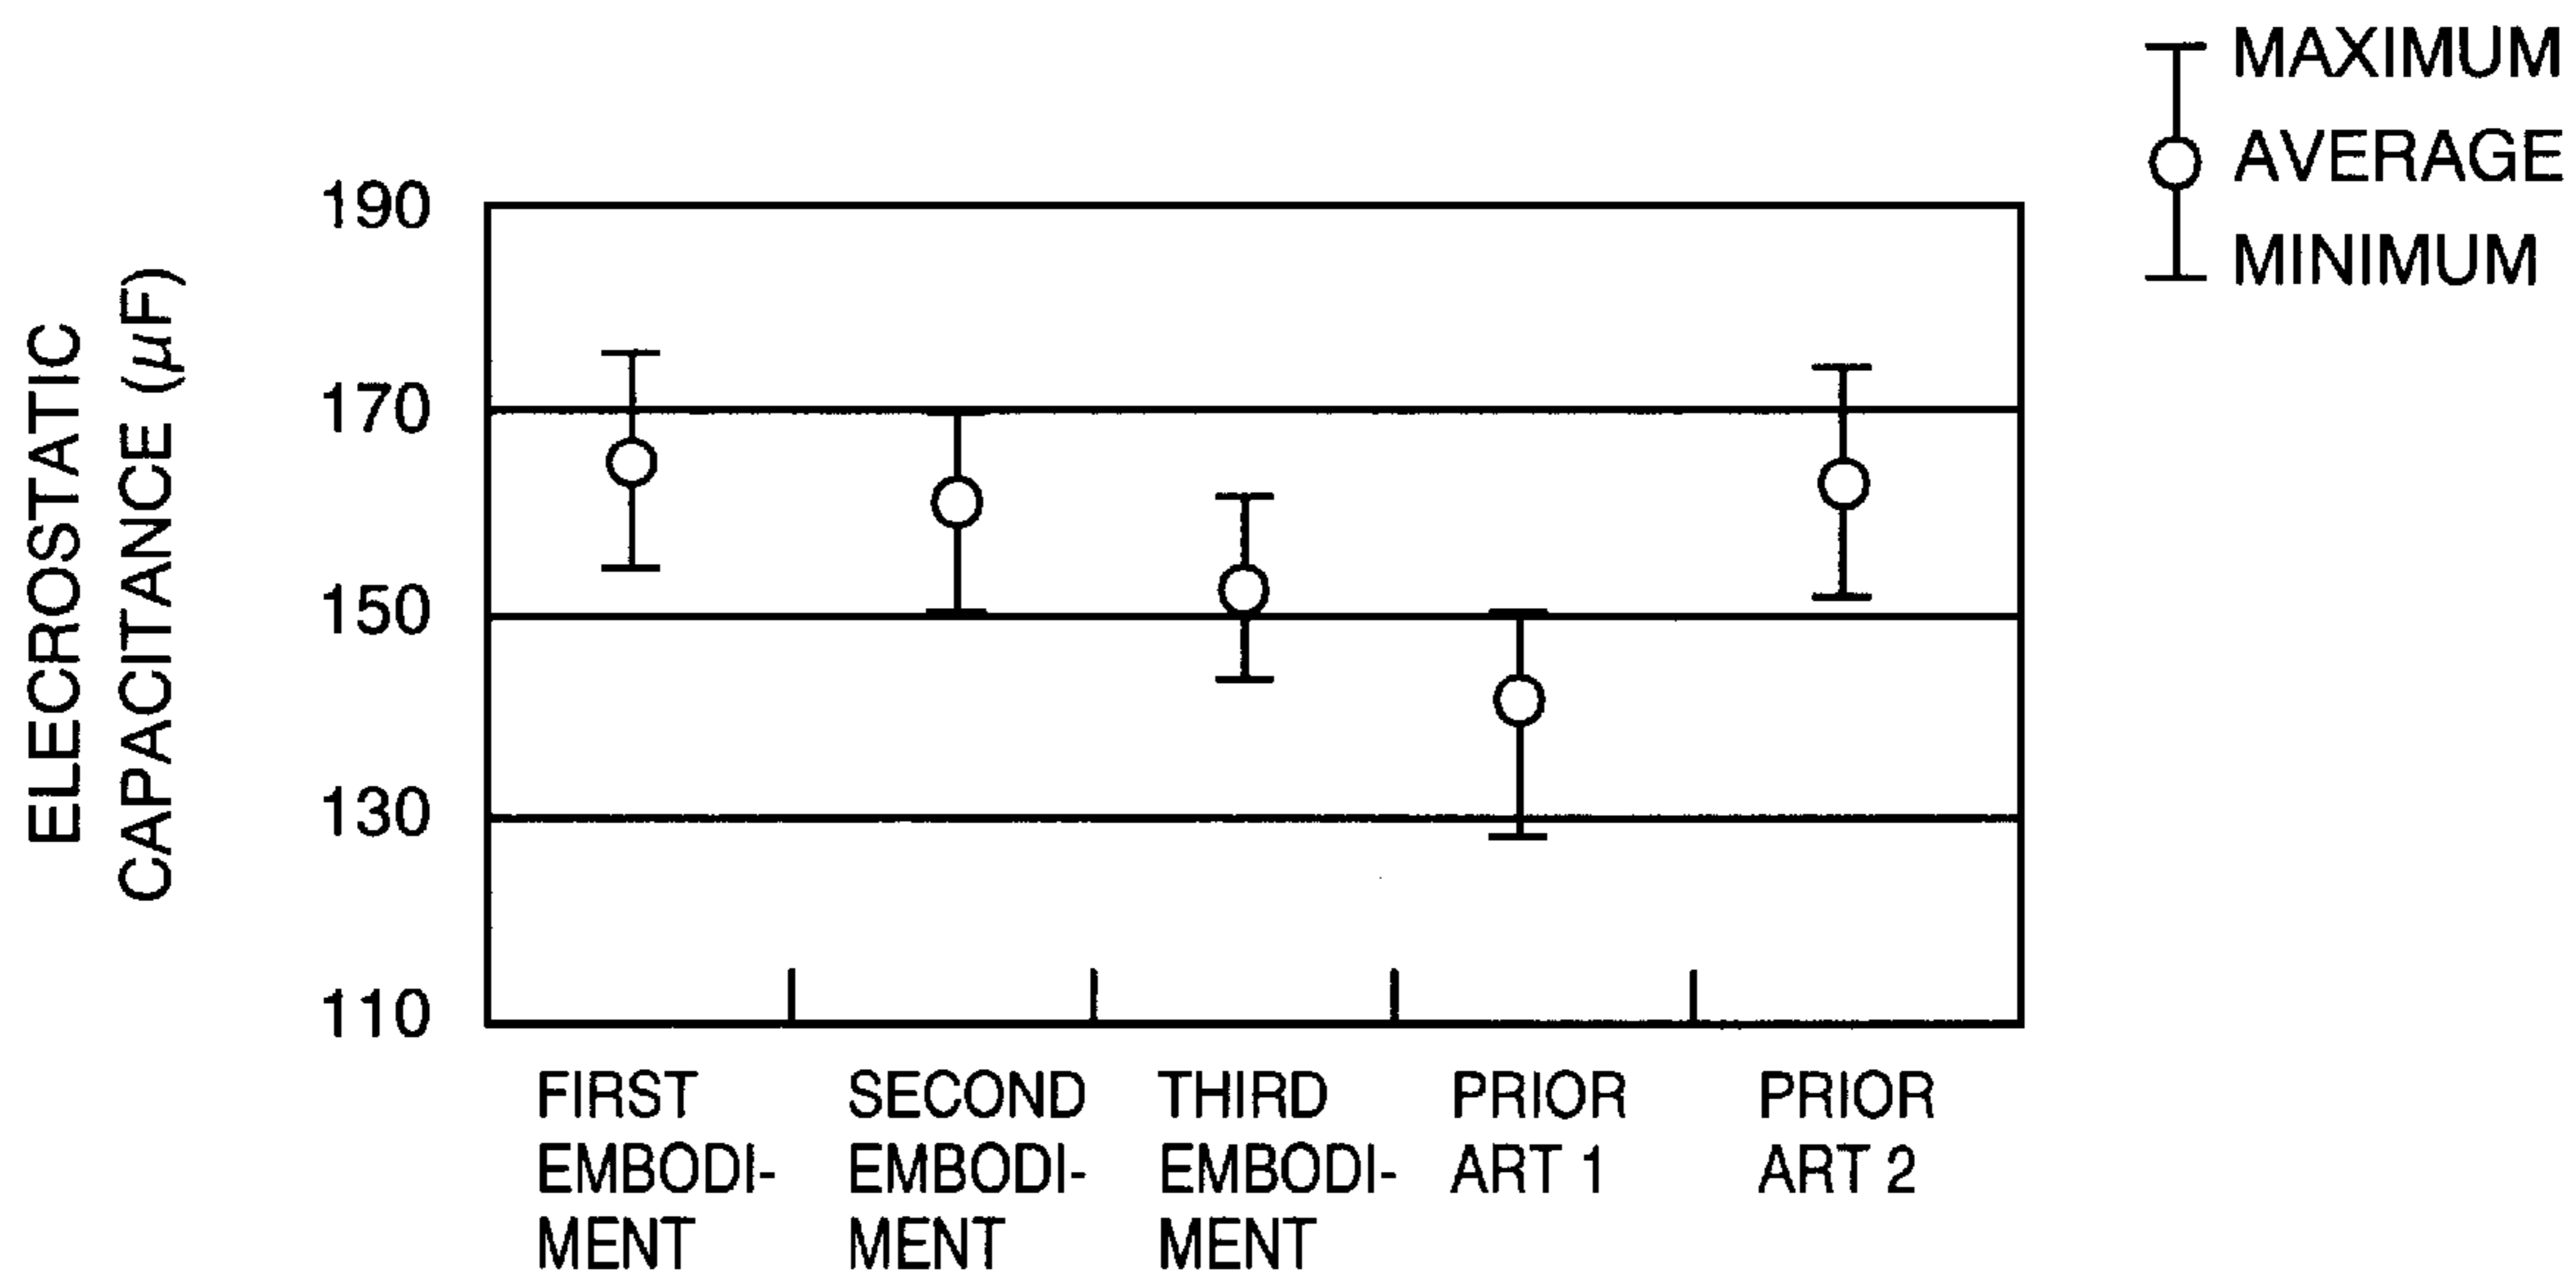 MAXIMUM
AVERAGE
MINIMUM
ELECROSTATIC
CAPACITANCE (μF)
190
170
150
130
110
FIRST
EMBODI-
MENT
SECOND
EMBODI-
MENT
THIRD
EMBODI-
MENT
PRIOR
ART 1
PRIOR
ART 2